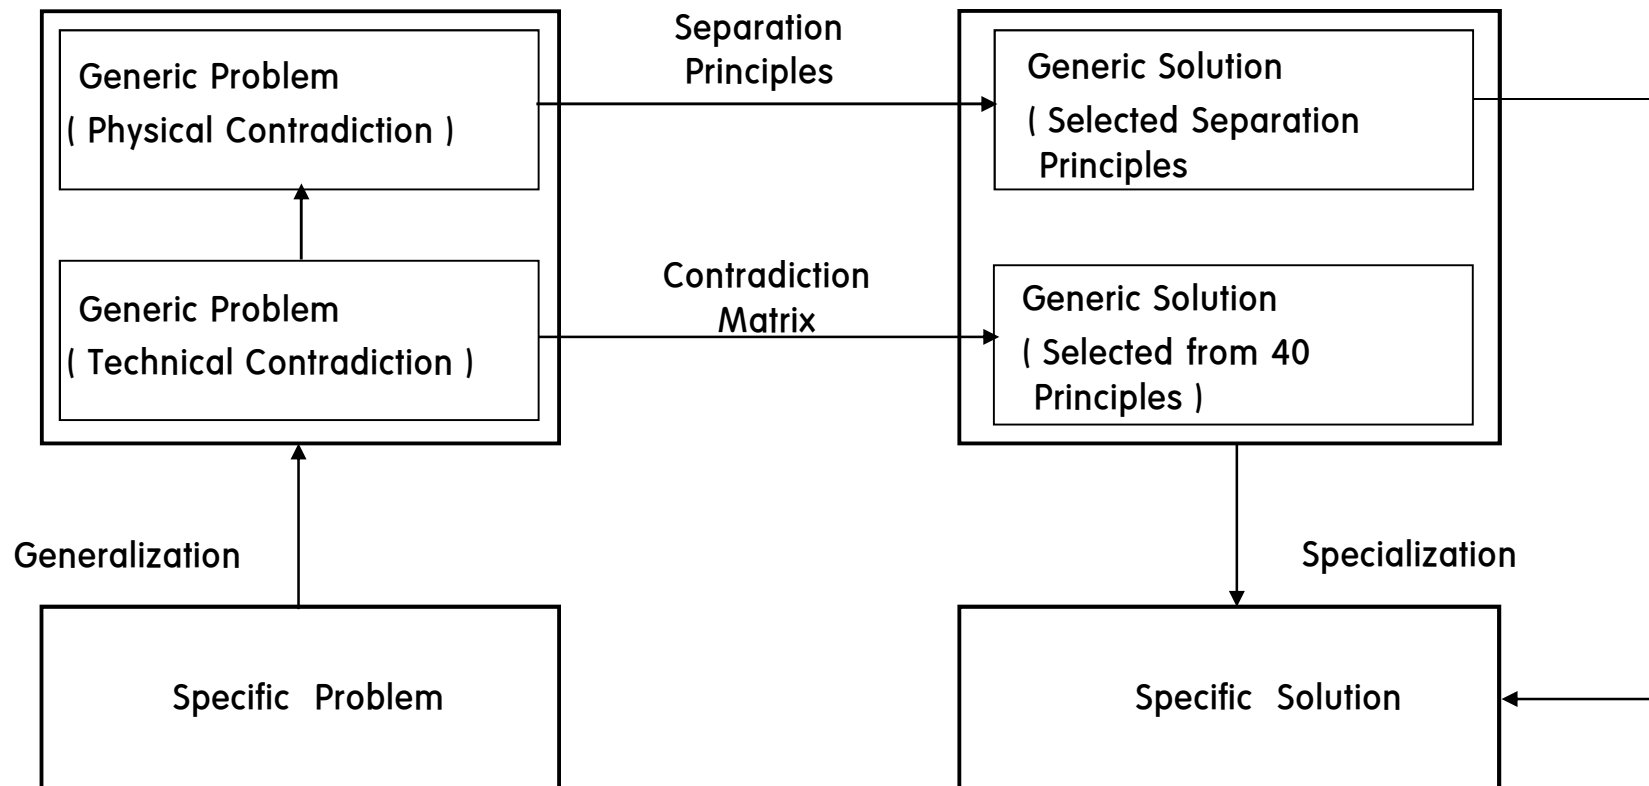 Separation
Principles
Generic Problem
( Physical Contradiction )
Generic Solution
( Selected Separation
Principles
Generic Problem
( Technical Contradiction )
Contradiction
Matrix
Generic Solution
( Selected from 40
Principles )
Generalization
Specialization
Specific Problem
Specific Solution